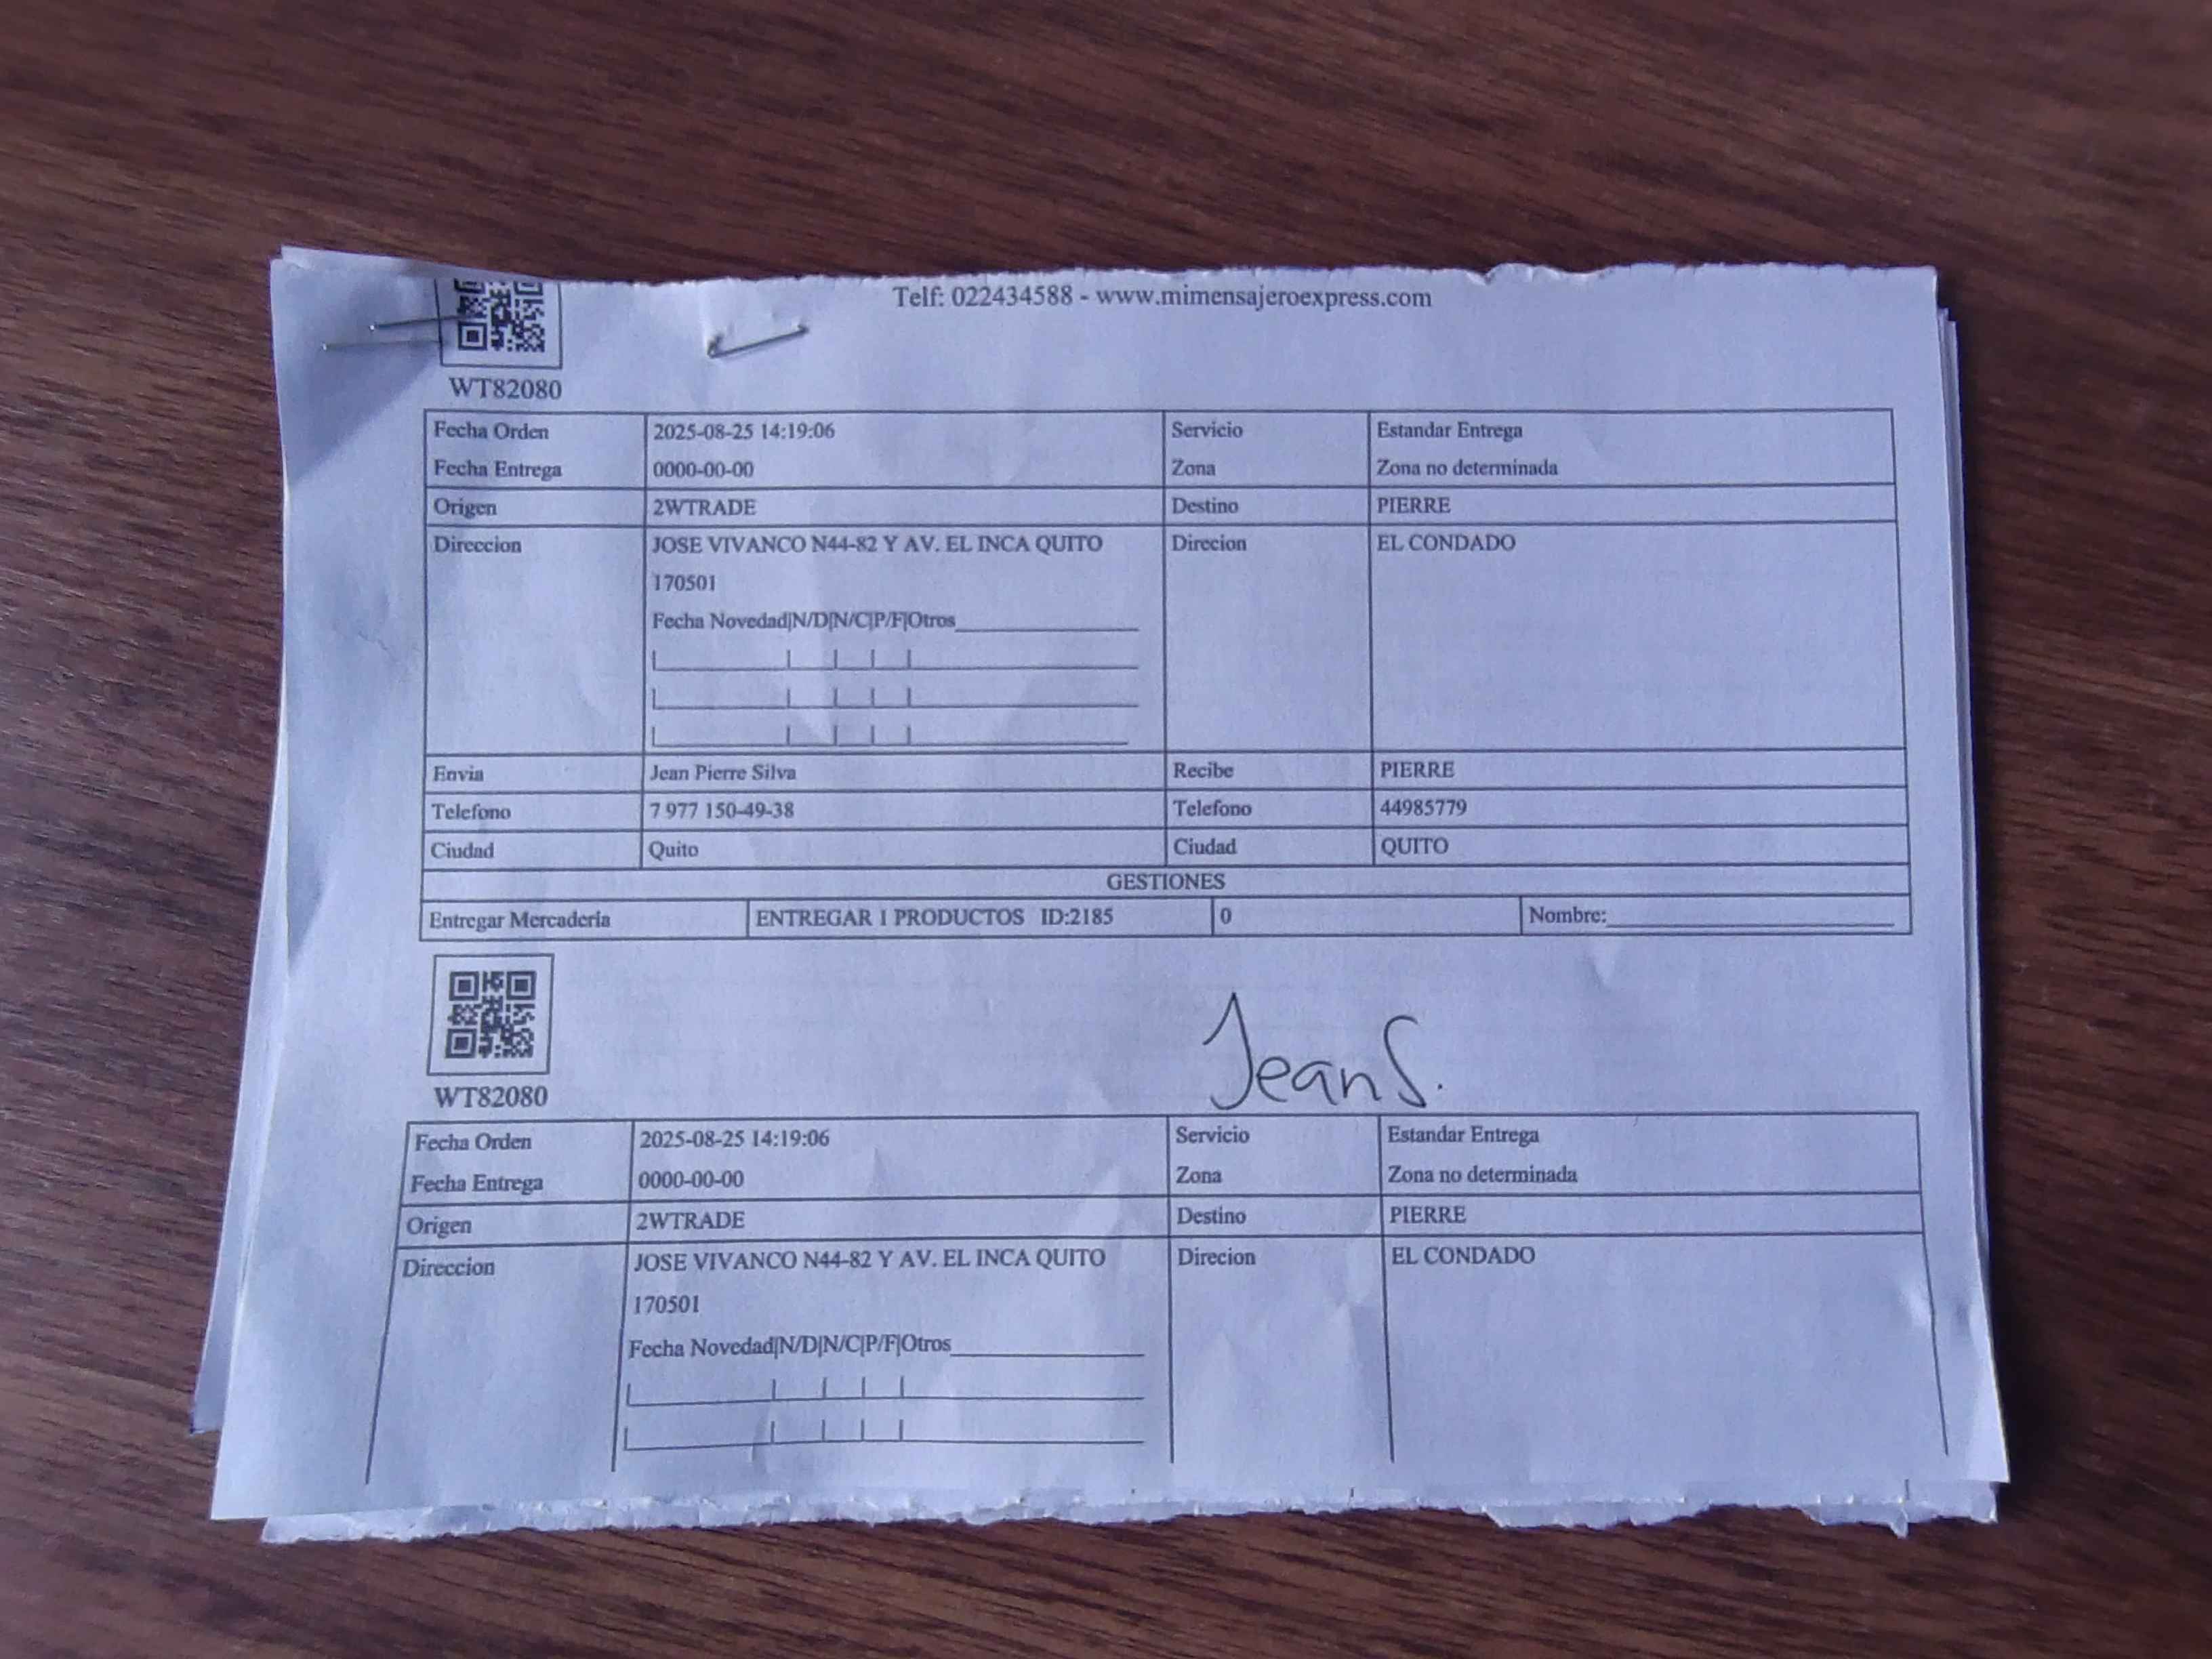 Telf: 022434588 - www.mimensajeroexpress.com
WT82080
Fecha Orden 2025-08-25 14:19:06 Servicio Estandar Entrega
Fecha Entrega 0000-00-00 Zona Zona no determinada
Origen 2WTRADE Destino PIERRE
Direccion JOSE VIVANCO N44-82 Y AV. EL INCA QUITO Direcion EL CONDADO
170501
Fecha Novedad|N/D|N/C|P/F|Otros
Envia Jean Pierre Silva Recibe PIERRE
Telefono 7 977 150-49-38 Telefono 44985779
Ciudad Quito Ciudad QUITO
GESTIONES
Entregar Mercaderia ENTREGAR 1 PRODUCTOS ID:2185 0 Nombre:
Jean S.
WT82080
Fecha Orden 2025-08-25 14:19:06 Servicio Estandar Entrega
Fecha Entrega 0000-00-00 Zona Zona no determinada
Origen 2WTRADE Destino PIERRE
Direccion JOSE VIVANCO N44-82 Y AV. EL INCA QUITO Direcion EL CONDADO
170501
Fecha Novedad|N/D|N/C|P/F|Otros